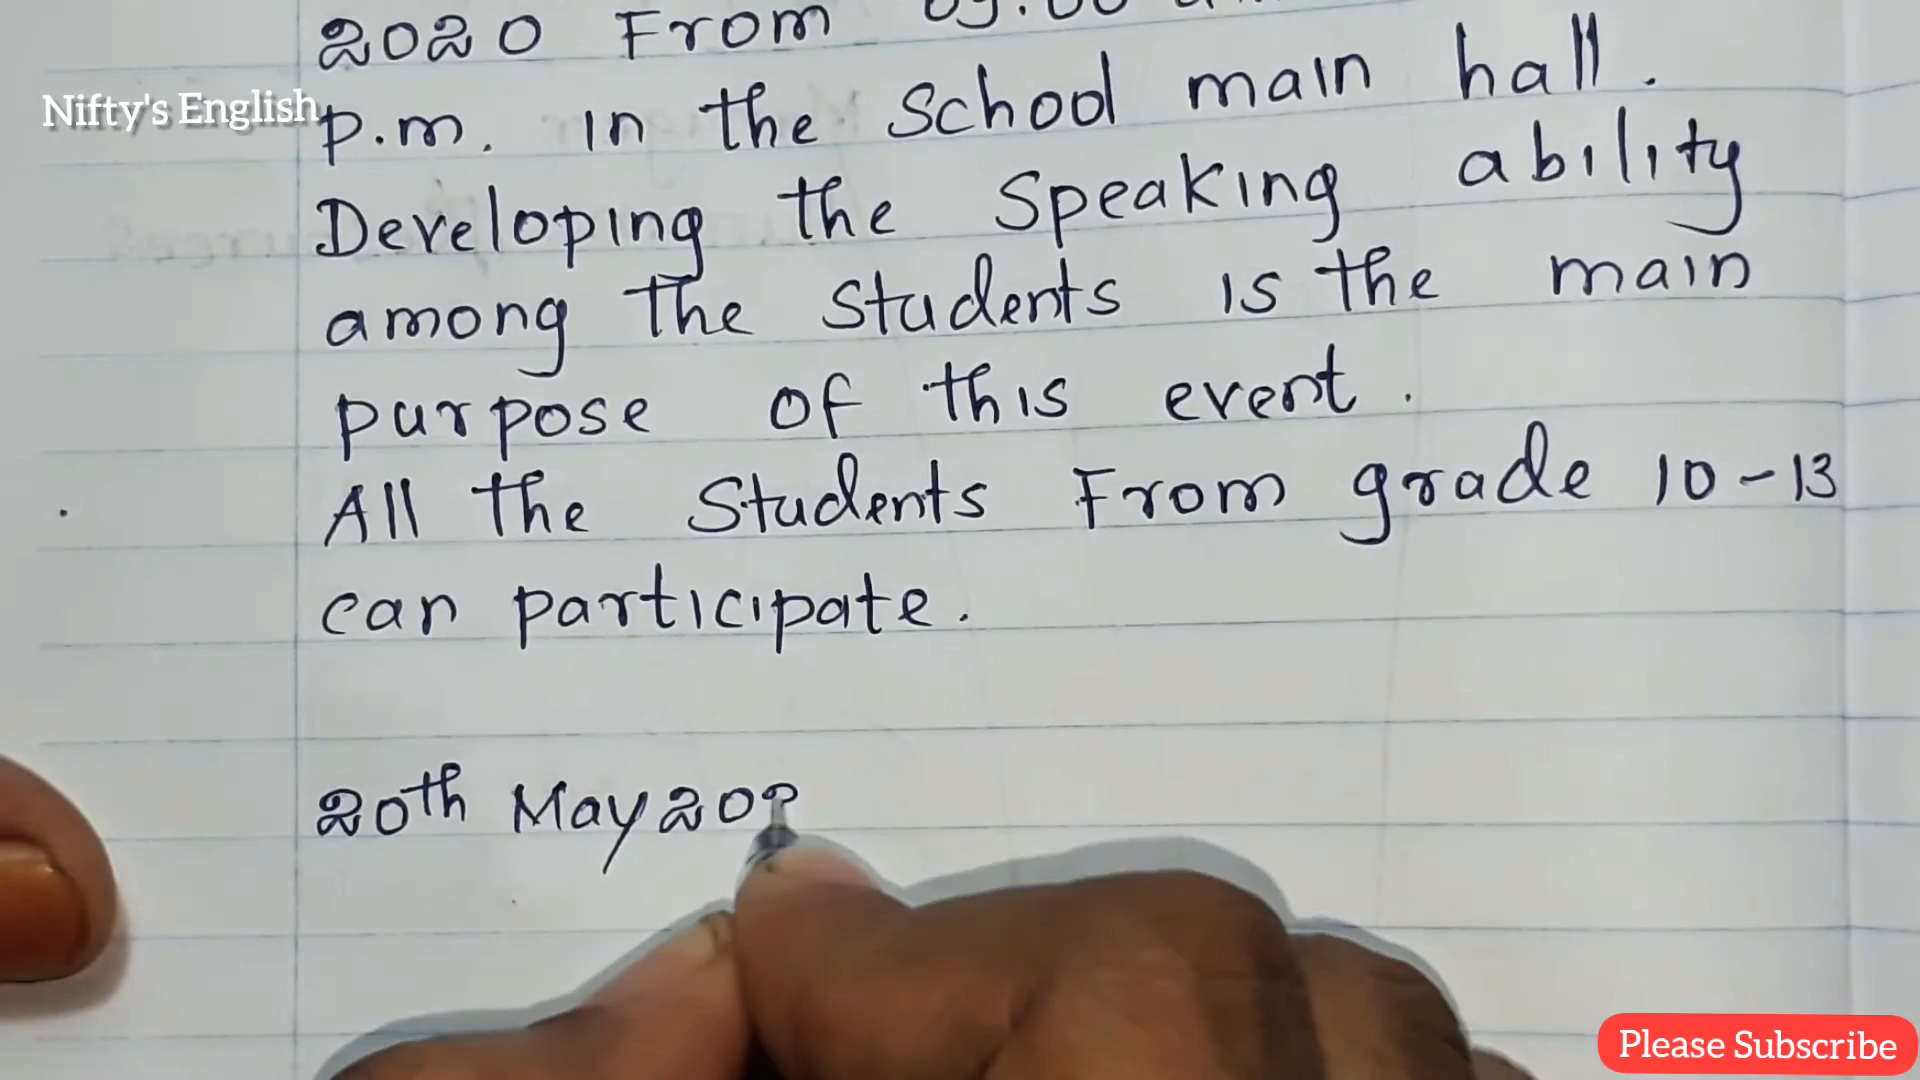 2020 From
p.m. in the School main hall.
Developing the Speaking ability
among the students is the main
purpose of this event.
All the Students From grade 10-13
can participate.
20th May 202
Nifty's English
Please Subscribe